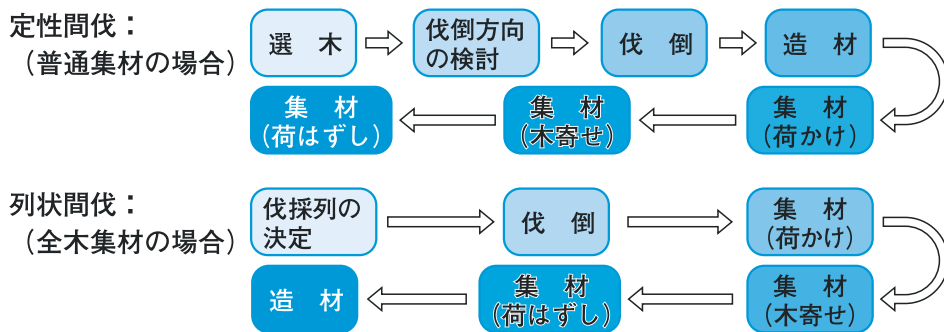 定性間伐：
（普通集材の場合）
選　木
伐倒方向
の検討
伐　倒
造　材
集　材
（荷かけ）
集　材
（木寄せ）
集　材
（荷はずし）
列状間伐：
（全木集材の場合）
伐採列の
決定
伐　倒
集　材
（荷かけ）
集　材
（木寄せ）
集　材
（荷はずし）
造　材